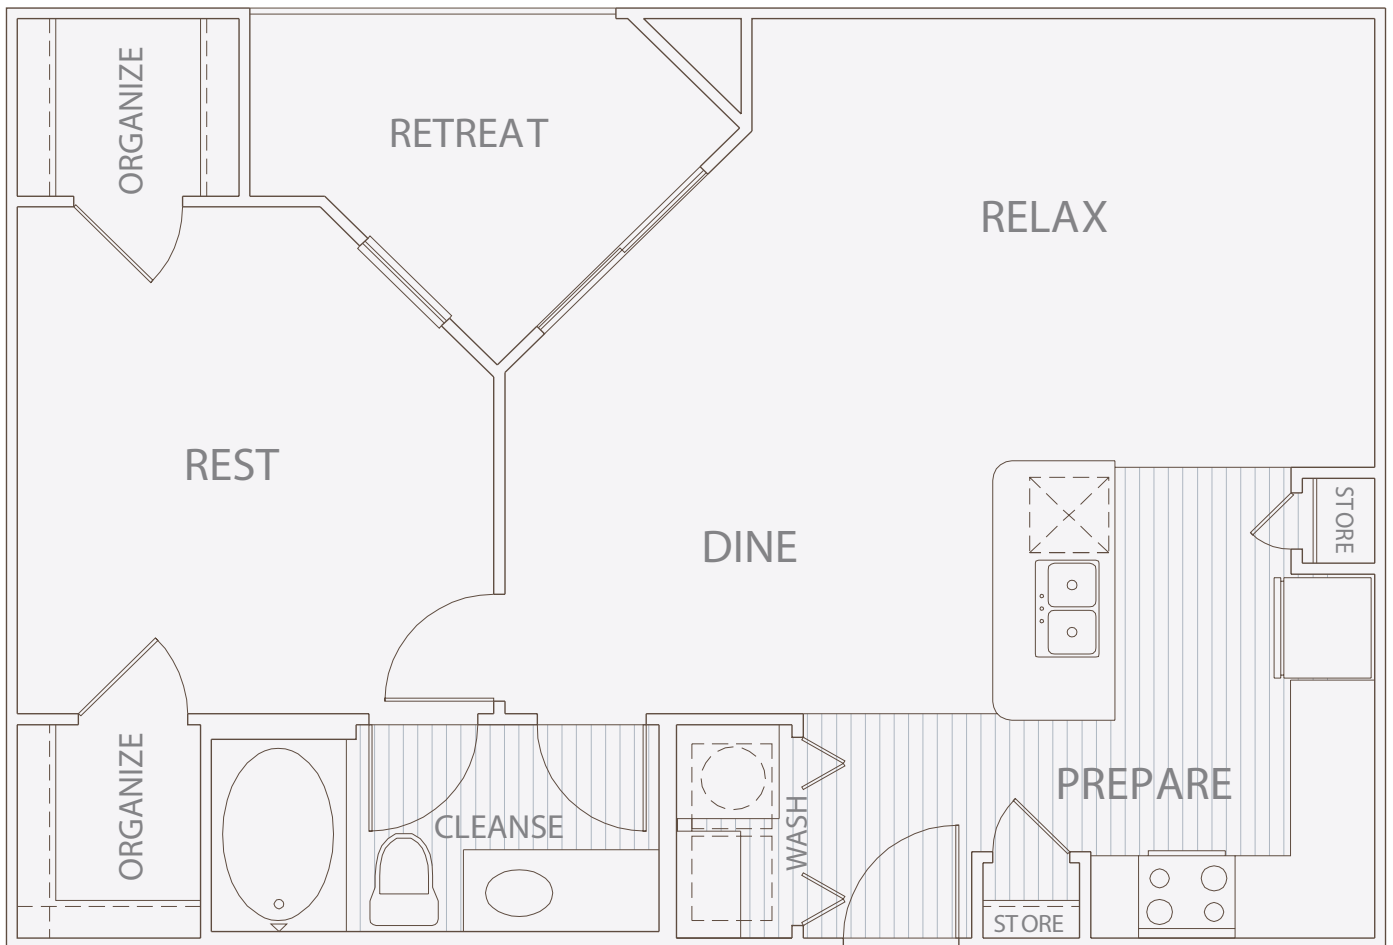 ORGANIZE
RETREAT
RELAX
REST
STORE
DINE
PREPARE
ORGANIZE
CLEANSE
WASH
STORE